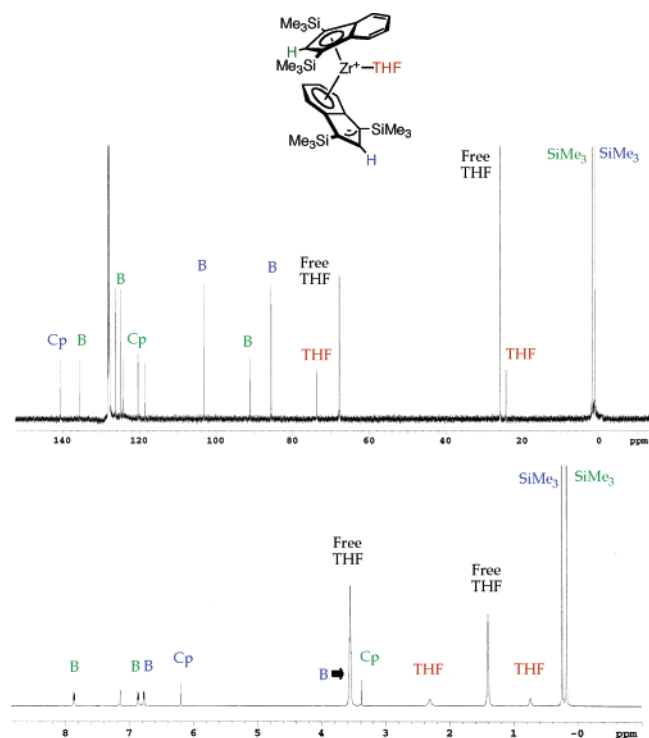 Me3Si
H
Me3Si
Zr+ THF
Me3Si
SiMe3
H
Free
THF
SiMe3 SiMe3
B
B
B
Free
THF
Cp
B
Cp
B
THF
THF
140 120 100 80 60 40 20 0 ppm
SiMe3 SiMe3
Free
THF
Free
THF
B
B B
Cp
B
Cp
THF
THF
8 7 6 5 4 3 2 1 -0 ppm